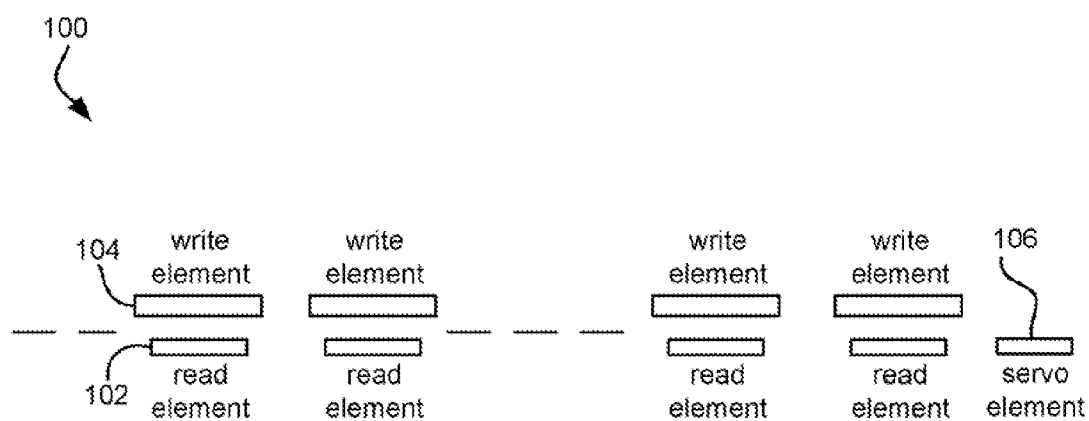 100
104
write element
write element
write element
write element
106
102
read element
read element
read element
read element
servo element